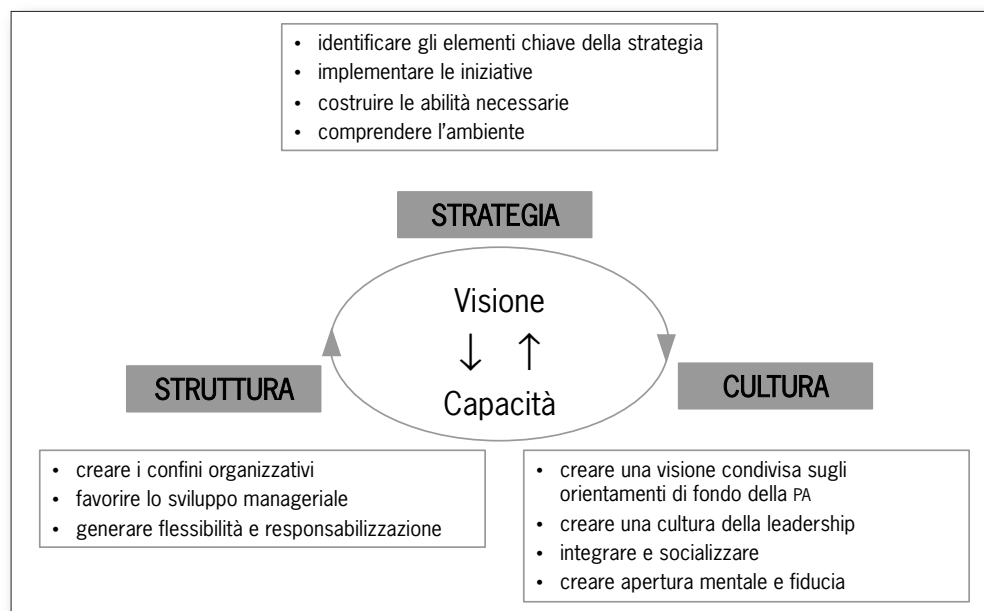 • identificare gli elementi chiave della strategia
• implementare le iniziative
• costruire le abilità necessarie
• comprendere l'ambiente
STRATEGIA
Visione
↓ ↑
Capacità
STRUTTURA
CULTURA
• creare i confini organizzativi
• favorire lo sviluppo manageriale
• generare flessibilità e responsabilizzazione
• creare una visione condivisa sugli
orientamenti di fondo della PA
• creare una cultura della leadership
• integrare e socializzare
• creare apertura mentale e fiducia